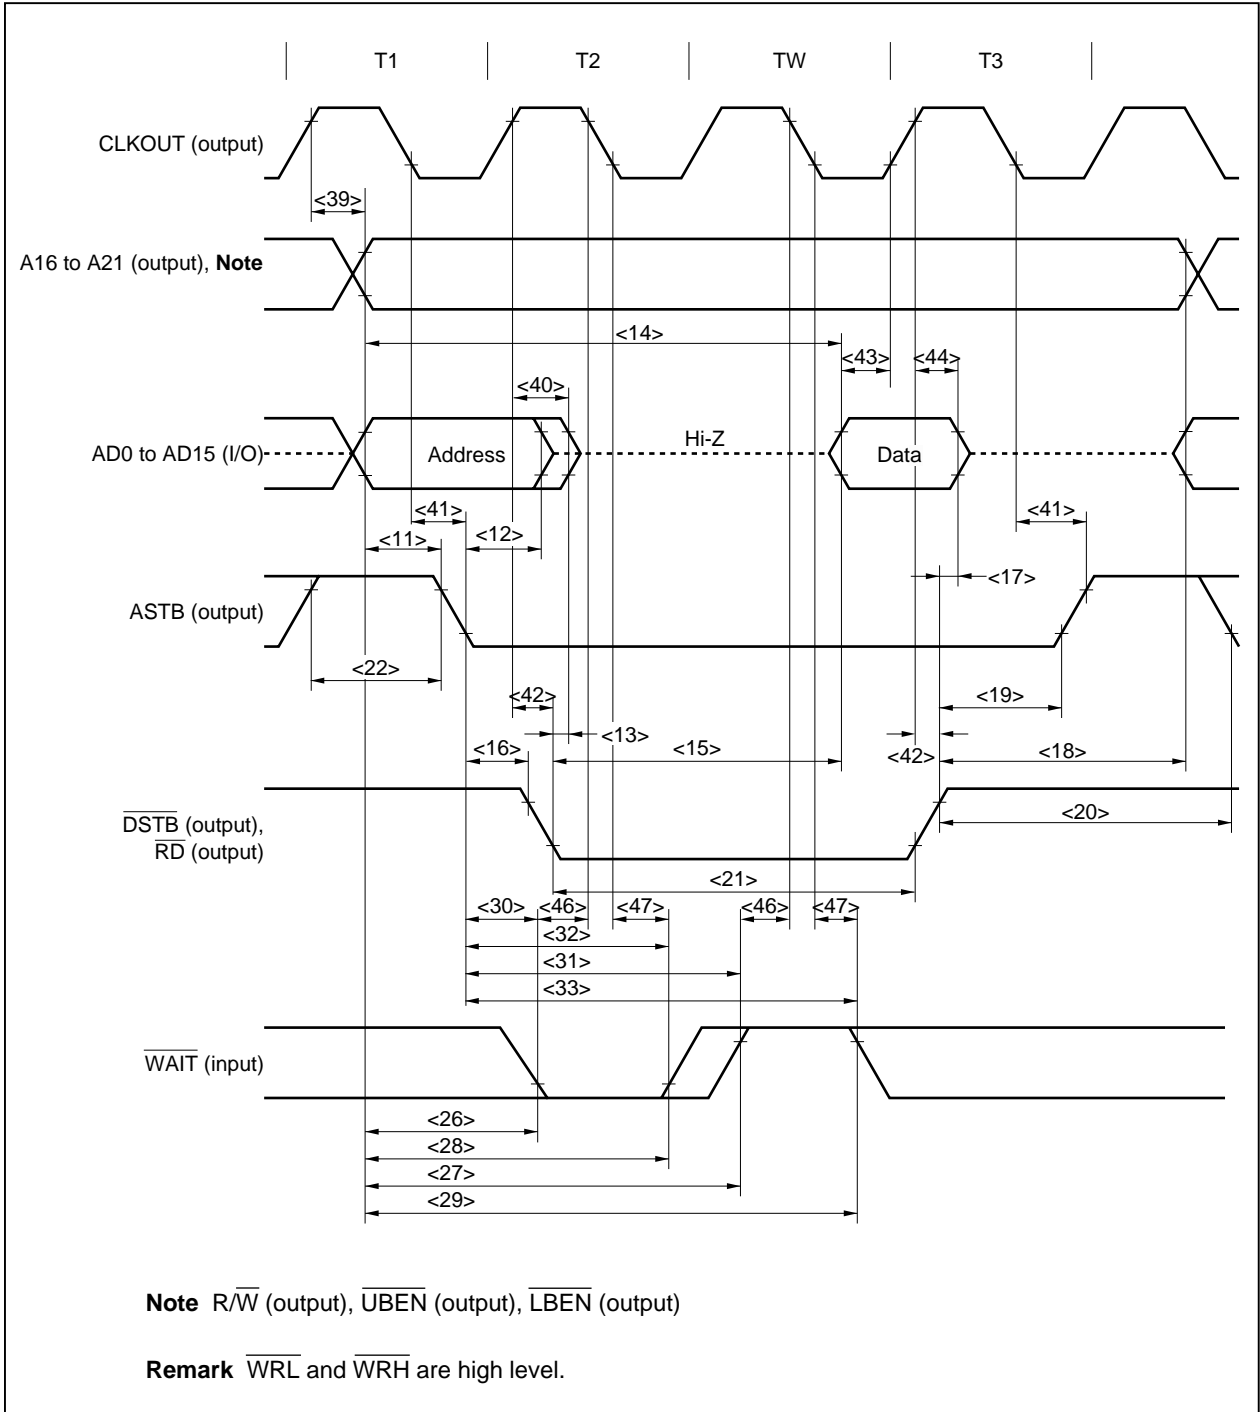 T1 T2 TW T3
CLKOUT (output)
<39>
A16 to A21 (output), Note
<14>
<43> <44>
<40>
AD0 to AD15 (I/O) Address Hi-Z Data
<41> <41>
<11> <12>
<17>
ASTB (output)
<22>
<42> <19>
<13>
<16> <15> <42> <18>
<20>
DSTB (output),
RD (output)
<21>
<30> <46> <47> <46> <47>
<32>
<31>
<33>
WAIT (input)
<26>
<28>
<27>
<29>
Note R/W (output), UBEN (output), LBEN (output)
Remark WRL and WRH are high level.